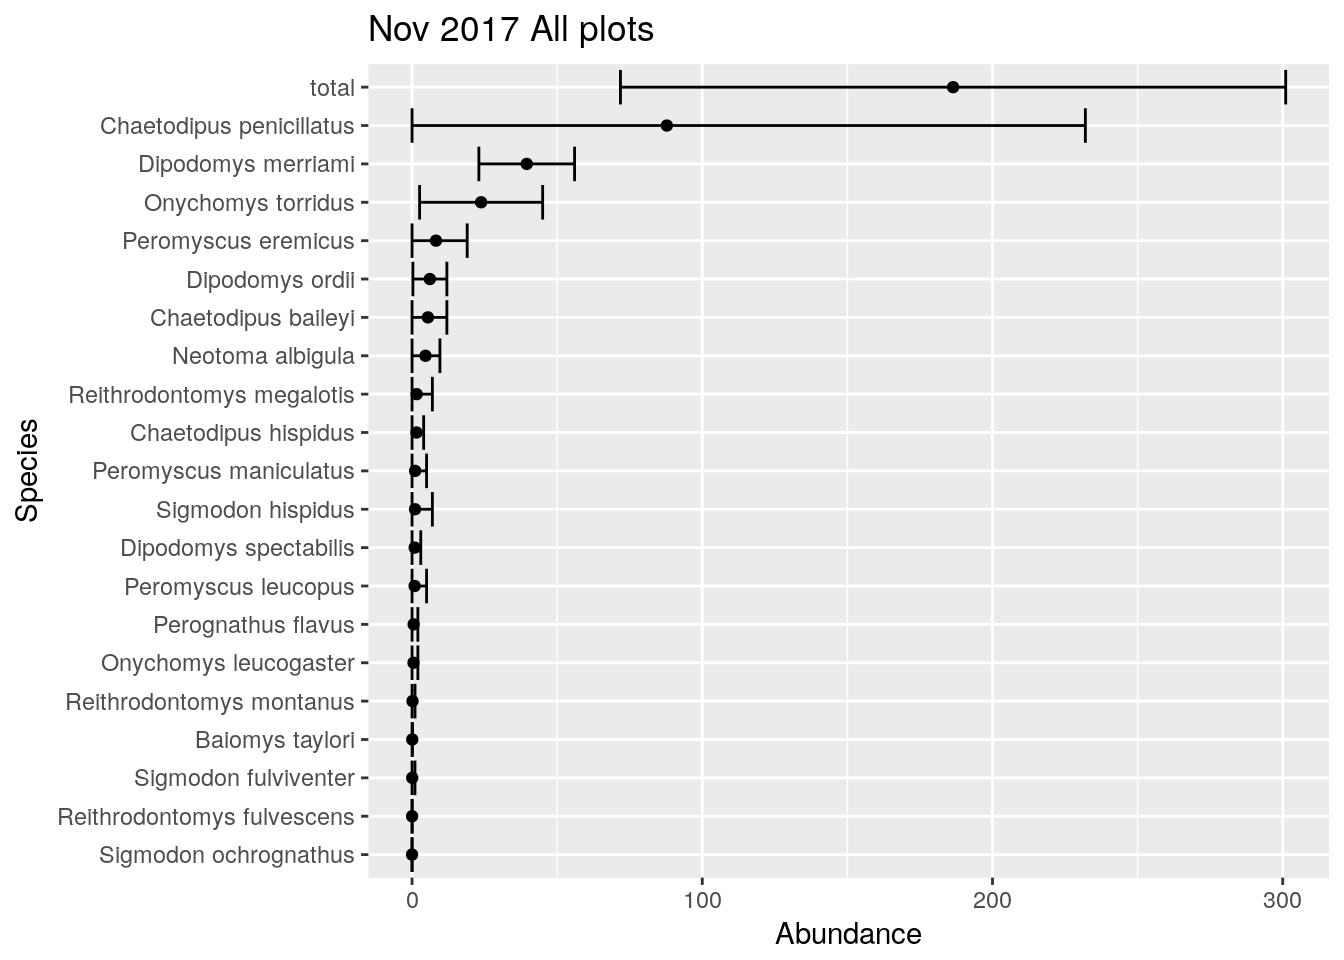 Nov 2017 All plots
total
Chaetodipus penicillatus
Dipodomys merriami
Onychomys torridus
Peromyscus eremicus
Dipodomys ordii
Chaetodipus baileyi
Neotoma albigula
Reithrodontomys megalotis
Chaetodipus hispidus
Peromyscus maniculatus
Sigmodon hispidus
Dipodomys spectabilis
Peromyscus leucopus
Perognathus flavus
Onychomys leucogaster
Reithrodontomys montanus
Baiomys taylori
Sigmodon fulviventer
Reithrodontomys fulvescens
Sigmodon ochrognathus
Species
0 100 200 300
Abundance